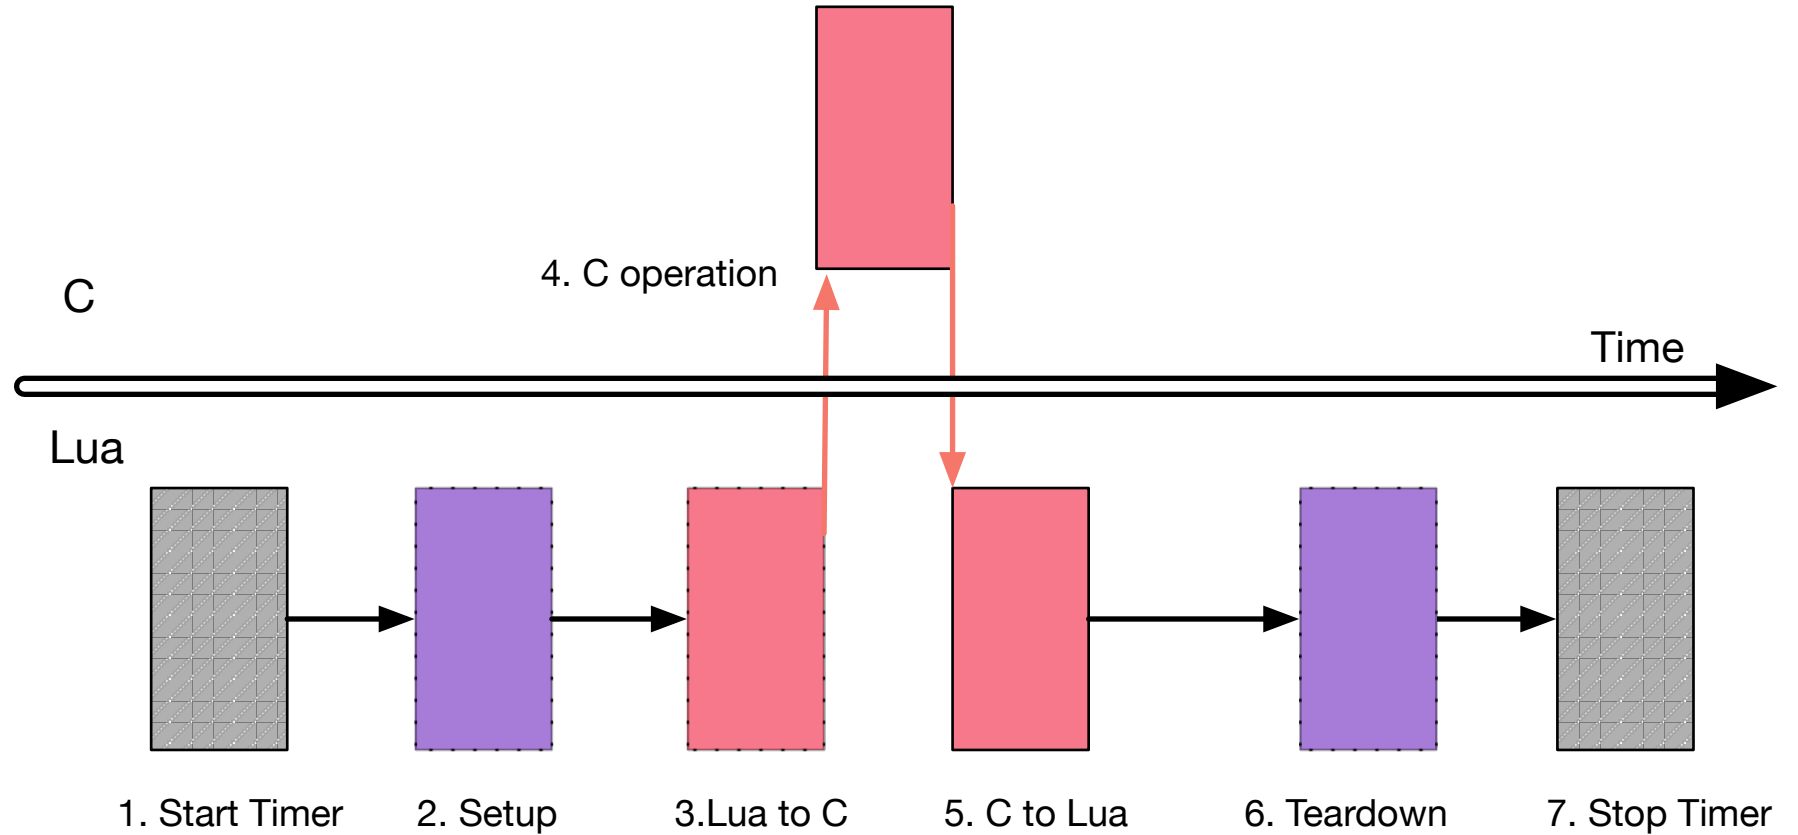 4. C operation
C
Time
Lua
1. Start Timer
2. Setup
3.Lua to C
5. C to Lua
6. Teardown
7. Stop Timer